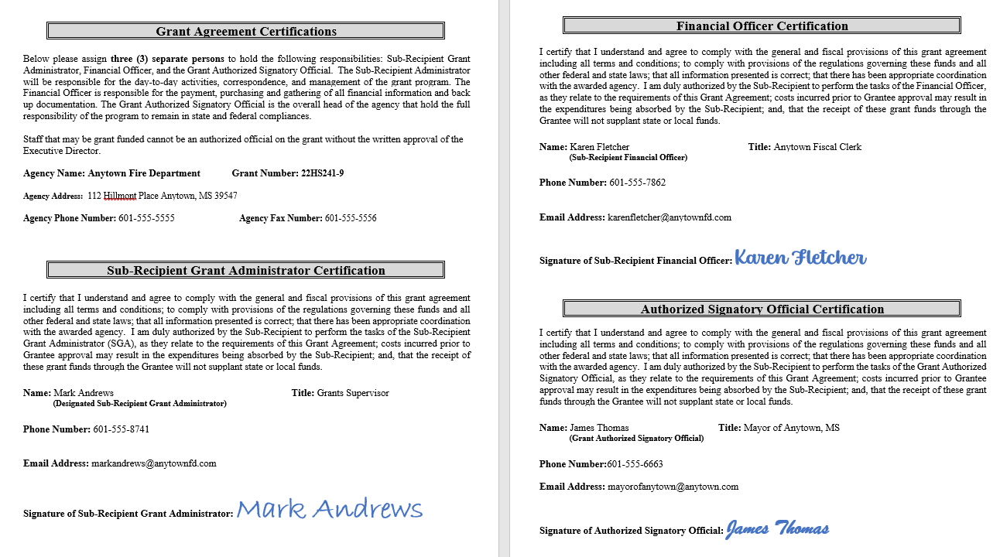 Grant Agreement Certifications
Below please assign three (3) separate persons to hold the following responsibilities: Sub-Recipient Grant
Administrator, Financial Officer, and the Grant Authorized Signatory Official.  The Sub-Recipient Administrator
will be responsible for the day-to-day activities, correspondence, and management of the grant program. The
Financial Officer is responsible for the payment, purchasing and gathering of all financial information and back
up documentation. The Grant Authorized Signatory Official is the overall head of the agency that hold the full
responsibility of the program to remain in state and federal compliances.
Staff that may be grant funded cannot be an authorized official on the grant without the written approval of the
Executive Director.
Agency Name: Anytown Fire Department Grant Number: 22HS241-9
Agency Address: 112 Hillmont Place Anytown, MS 39547
Agency Phone Number: 601-555-5555 Agency Fax Number: 601-555-5556
Sub-Recipient Grant Administrator Certification
I certify that I understand and agree to comply with the general and fiscal provisions of this grant agreement
including all terms and conditions; to comply with provisions of the regulations governing these funds and all
other federal and state laws; that all information presented is correct; that there has been appropriate coordination
with the awarded agency.  I am duly authorized by the Sub-Recipient to perform the tasks of the Sub-Recipient
Grant Administrator (SGA), as they relate to the requirements of this Grant Agreement; costs incurred prior to
Grantee approval may result in the expenditures being absorbed by the Sub-Recipient; and, that the receipt of
these grant funds through the Grantee will not supplant state or local funds.
Name: Mark Andrews Title: Grants Supervisor
(Designated Sub-Recipient Grant Administrator)
Phone Number: 601-555-8741
Email Address: markandrews@anytownfd.com
Signature of Sub-Recipient Grant Administrator: Mark Andrews
Financial Officer Certification
I certify that I understand and agree to comply with the general and fiscal provisions of this grant agreement
including all terms and conditions; to comply with provisions of the regulations governing these funds and all
other federal and state laws; that all information presented is correct; that there has been appropriate coordination
with the awarded agency.  I am duly authorized by the Sub-Recipient to perform the tasks of the Financial Officer,
as they relate to the requirements of this Grant Agreement; costs incurred prior to Grantee approval may result in
the expenditures being absorbed by the Sub-Recipient; and, that the receipt of these grant funds through the
Grantee will not supplant state or local funds.
Name: Karen Fletcher Title: Anytown Fiscal Clerk
(Sub-Recipient Financial Officer)
Phone Number: 601-555-7862
Email Address: karenfletcher@anytownfd.com
Signature of Sub-Recipient Financial Officer: Karen Fletcher
Authorized Signatory Official Certification
I certify that I understand and agree to comply with the general and fiscal provisions of this grant agreement
including all terms and conditions; to comply with provisions of the regulations governing these funds and all
other federal and state laws; that all information presented is correct; that there has been appropriate coordination
with the awarded agency.  I am duly authorized by the Sub-Recipient to perform the tasks of the Grant Authorized
Signatory Official, as they relate to the requirements of this Grant Agreement; costs incurred prior to Grantee
approval may result in the expenditures being absorbed by the Sub-Recipient; and, that the receipt of these grant
funds through the Grantee will not supplant state or local funds.
Name: James Thomas Title: Mayor of Anytown, MS
(Grant Authorized Signatory Official)
Phone Number:601-555-6663
Email Address: mayorofanytown@anytown.com
Signature of Authorized Signatory Official: James Thomas